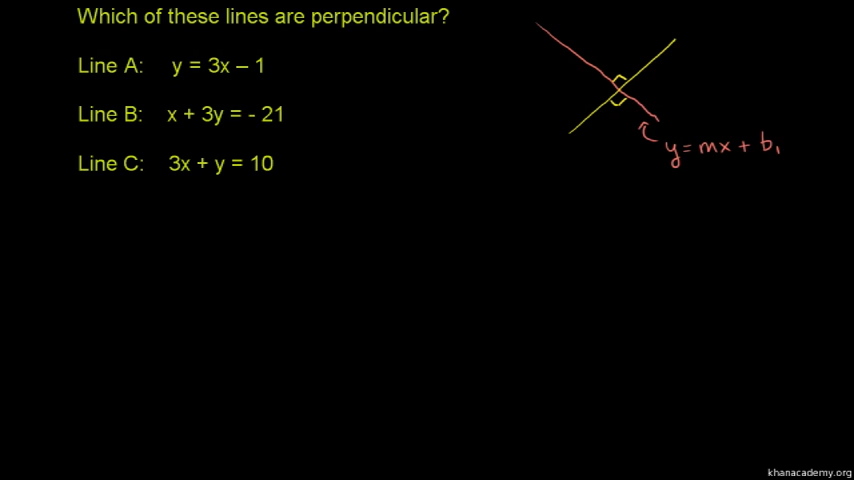 Which of these lines are perpendicular?
Line A: y = 3x – 1
Line B: x + 3y = - 21
Line C: 3x + y = 10
y = mx + b₁
khanacademy.org